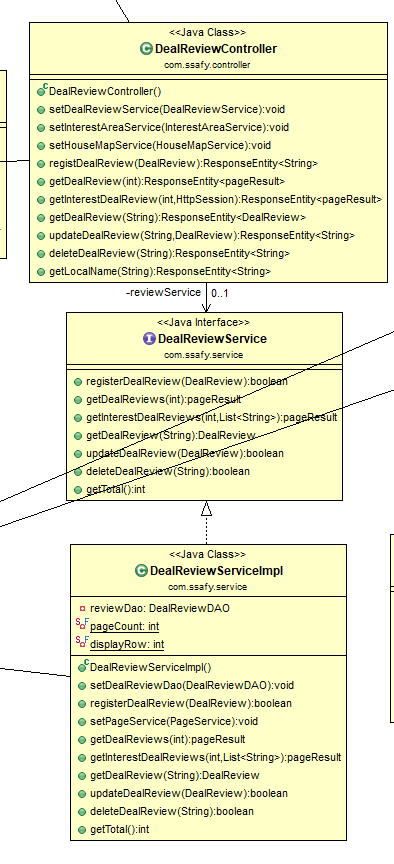 <<Java Class>>
DealReviewController
com.ssafy.controller
DealReviewController()
setDealReviewService(DealReviewService):void
setInterestAreaService(InterestAreaService):void
setHouseMapService(HouseMapService):void
registDealReview(DealReview):ResponseEntity<String>
getDealReview(int):ResponseEntity<pageResult>
getInterestDealReview(int,HttpSession):ResponseEntity<pageResult>
getDealReview(String):ResponseEntity<DealReview>
updateDealReview(String,DealReview):ResponseEntity<String>
deleteDealReview(String):ResponseEntity<String>
getLocalName(String):ResponseEntity<String>
-reviewService 0..1
<<Java Interface>>
DealReviewService
com.ssafy.service
registerDealReview(DealReview):boolean
getDealReviews(int):pageResult
getInterestDealReviews(int,List<String>):pageResult
getDealReview(String):DealReview
updateDealReview(DealReview):boolean
deleteDealReview(String):boolean
getTotal():int
<<Java Class>>
DealReviewServiceImpl
com.ssafy.service
reviewDao: DealReviewDAO
pageCount: int
displayRow: int
DealReviewServiceImpl()
setDealReviewDao(DealReviewDAO):void
registerDealReview(DealReview):boolean
setPageService(PageService):void
getDealReviews(int):pageResult
getInterestDealReviews(int,List<String>):pageResult
getDealReview(String):DealReview
updateDealReview(DealReview):boolean
deleteDealReview(String):boolean
getTotal():int